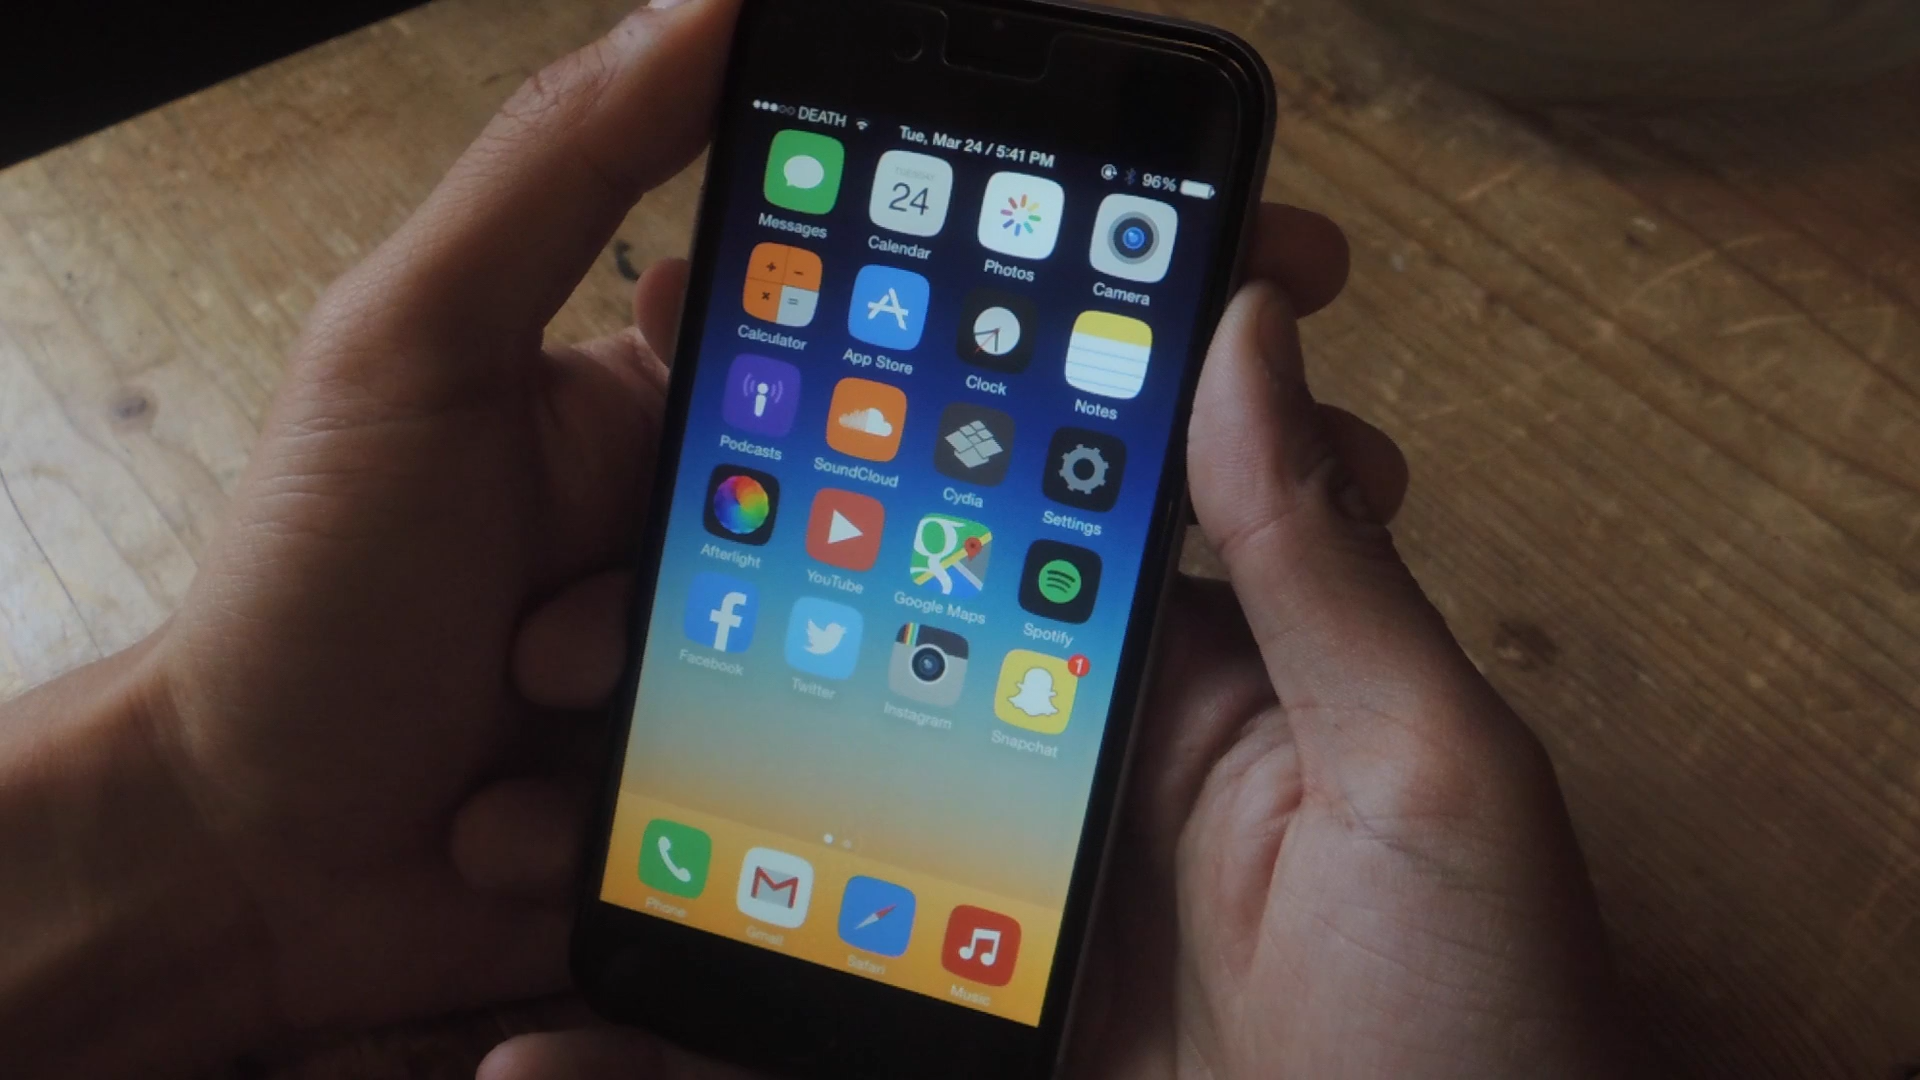 DEATH Tue, Mar 24 / 5:41 PM 96%
TUESDAY
24
Messages Calendar Photos Camera
+ - × =
Calculator App Store Clock Notes
Podcasts SoundCloud Cydia Settings
Afterlight YouTube Google Maps Spotify
1
Facebook Twitter Instagram Snapchat
Phone Gmail Safari Music